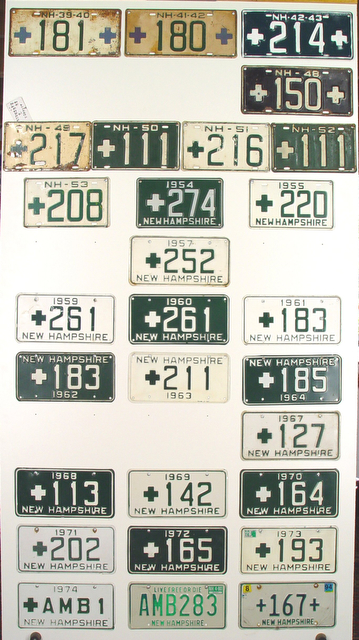 NH-39-40
✚181✚
NH-41-42
✚180✚
NH-42-43
✚214✚
NH-48
✚150✚
NH-49
✚217
NH-50
✚111
NH-51
✚216
NH-52
✚111
NH-53
✚208
1954
✚274
NEW HAMPSHIRE
1955
✚220
NEW HAMPSHIRE
1957
✚252
NEW HAMPSHIRE
1959
✚261
NEW HAMPSHIRE
1960
✚261
NEW HAMPSHIRE
1961
✚183
NEW HAMPSHIRE
NEW HAMPSHIRE
✚183
1962
NEW HAMPSHIRE
✚211
1963
NEW HAMPSHIRE
✚185
1964
1967
✚127
NEW HAMPSHIRE
1968
✚113
NEW HAMPSHIRE
1969
✚142
NEW HAMPSHIRE
1970
✚164
NEW HAMPSHIRE
1971
✚202
NEW HAMPSHIRE
1972
✚165
NEW HAMPSHIRE
1973
✚193
NEW HAMPSHIRE
1974
✚AMB1
NEW HAMPSHIRE
LIVE FREE OR DIE
AMB283
NEW HAMPSHIRE
6
94
✚167✚
NEW HAMPSHIRE